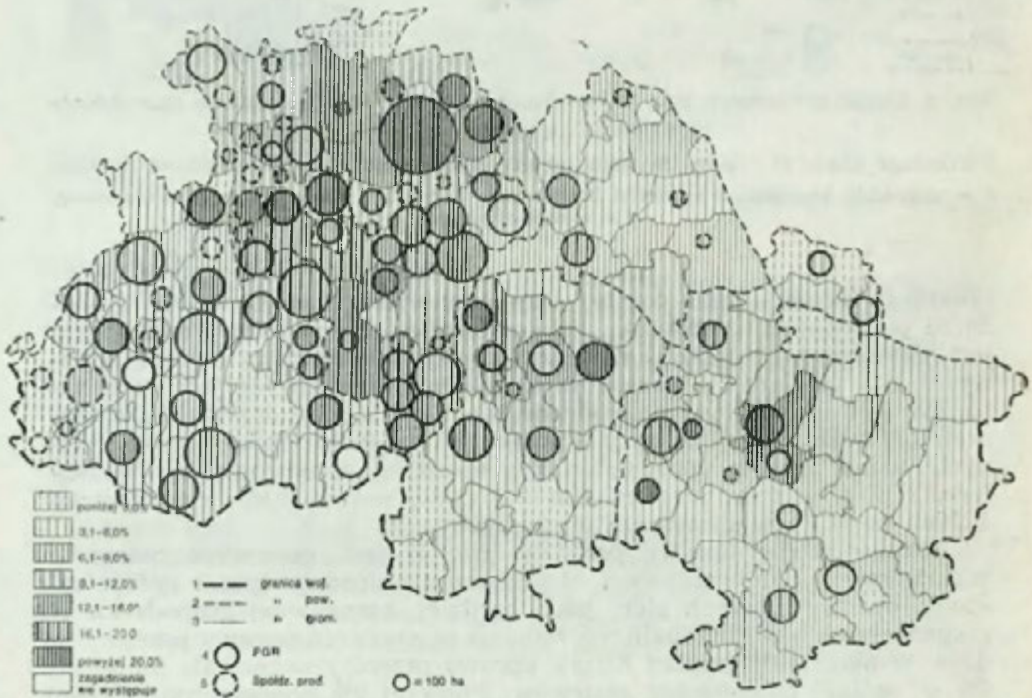 poniżej 3,0%
3,1–6,0%
6,1–9,0%
9,1–12,0%
12,1–16,0%
16,1–20,0
powyżej 20,0%
zagadnienie
nie występuje
1 granica woj.
2 " pow.
3 " grom.
4 PGR
5 Spółdz. prod.
= 100 ha